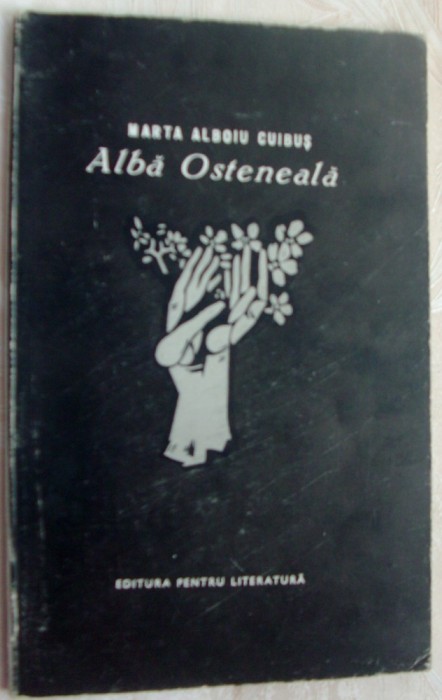 MARTA ALBOIU CUIBUȘ
Albă Osteneală
EDITURA PENTRU LITERATURĂ